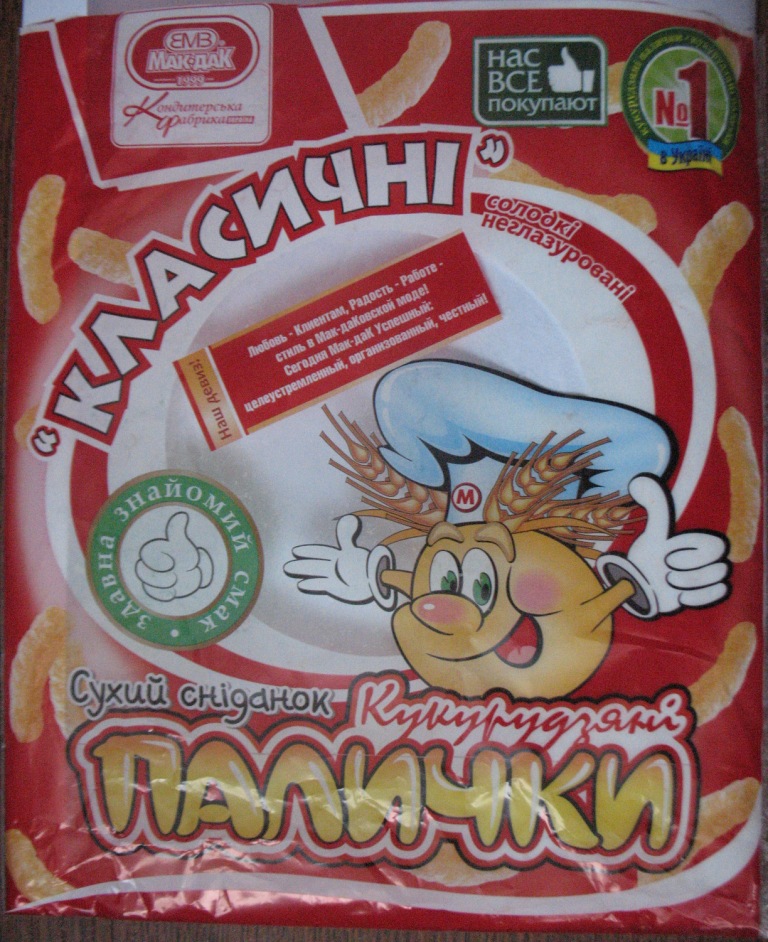 ВМВ
МАК-ДАК
1999
Кондитерська
Фабрика
нас
ВСЕ
покупают
№1
в Україні
"КЛАСИЧНІ"
солодкі
неглазуровані
Наш девиз!
Любовь - Клиентам, Радость - Работе -
стиль в Мак-даКовской моде!
Сегодня Мак-даК Успешный:
целеустремленный, организованный, честный!
М
здавна знайомий смак
Сухий сніданок
Кукурудзяні
ПАЛИЧКИ